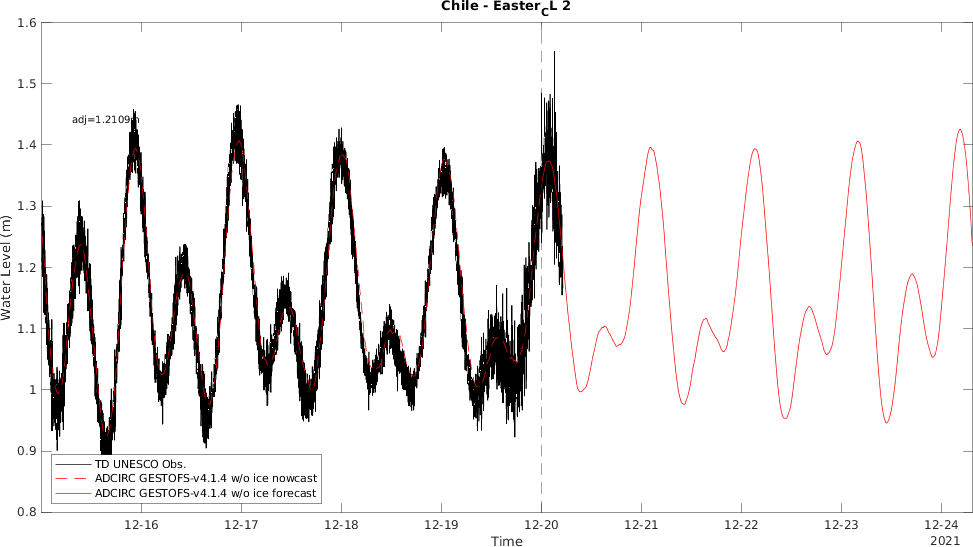 Chile - EasterCL 2
Water Level (m)
1.6
1.5
1.4
1.3
1.2
1.1
1
0.9
0.8
adj=1.2109m
TD UNESCO Obs.
ADCIRC GESTOFS-v4.1.4 w/o ice nowcast
ADCIRC GESTOFS-v4.1.4 w/o ice forecast
12-16 12-17 12-18 12-19 12-20 12-21 12-22 12-23 12-24
Time 2021